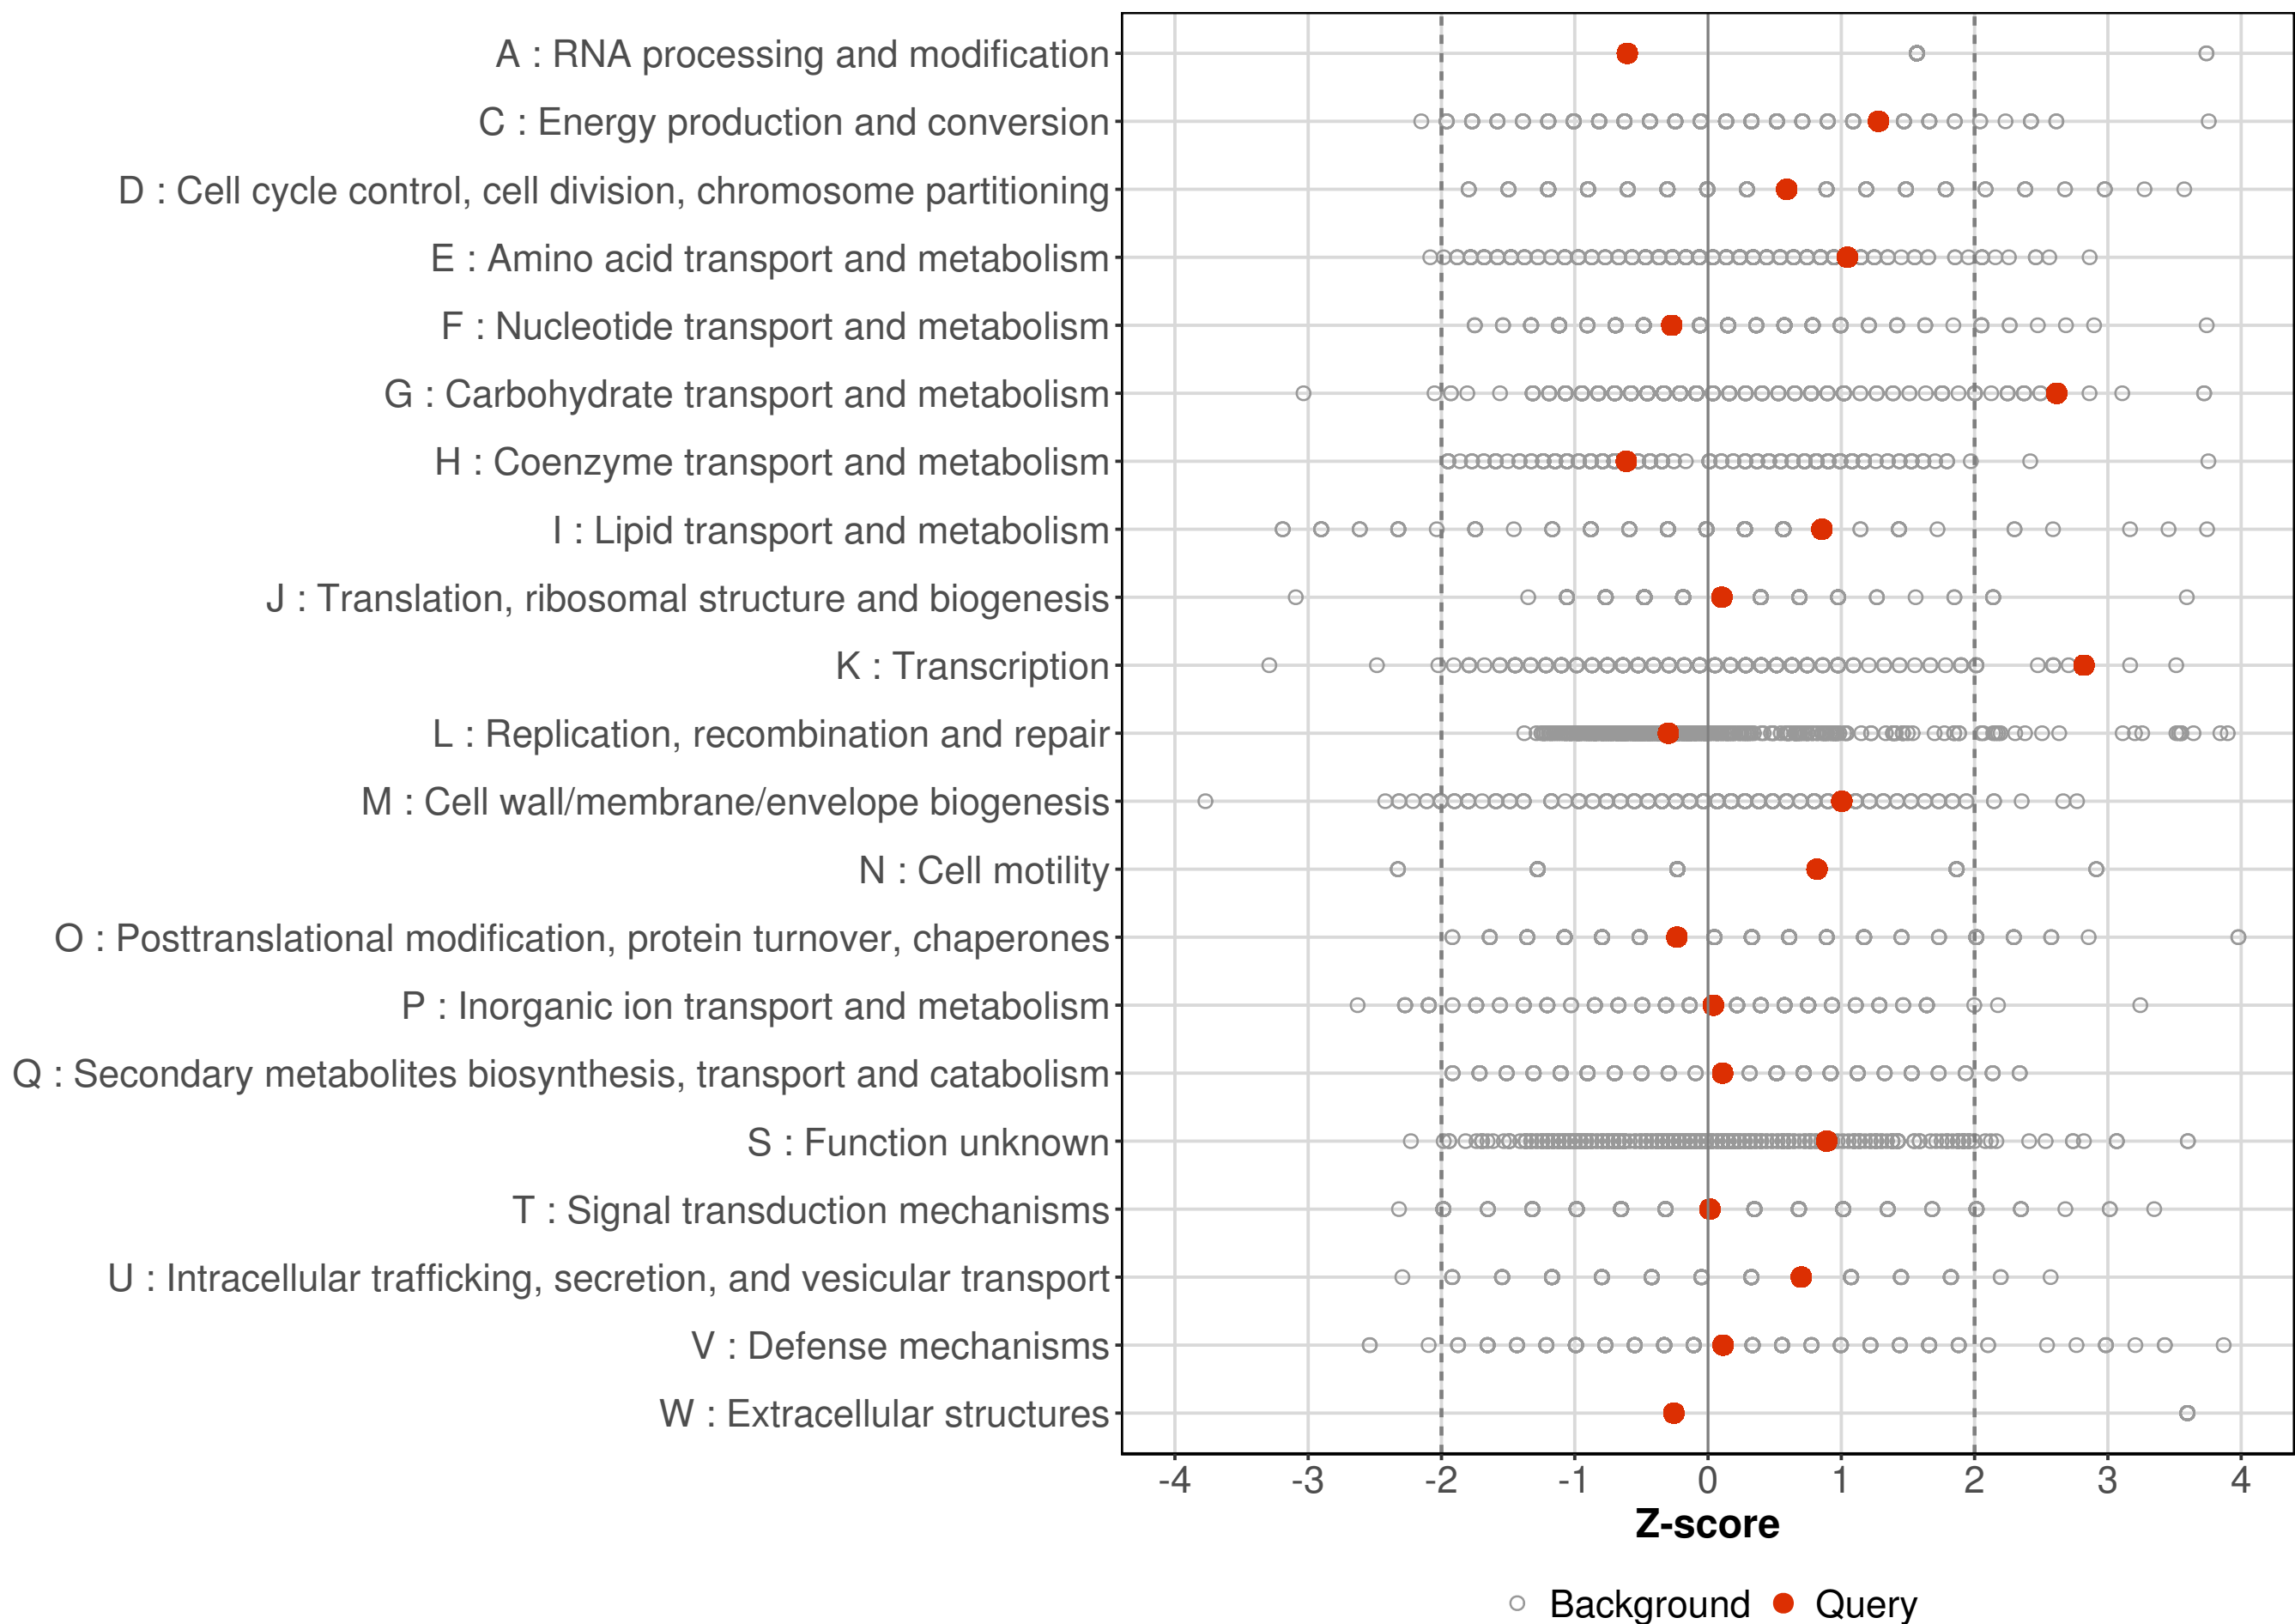 A : RNA processing and modification
C : Energy production and conversion
D : Cell cycle control, cell division, chromosome partitioning
E : Amino acid transport and metabolism
F : Nucleotide transport and metabolism
G : Carbohydrate transport and metabolism
H : Coenzyme transport and metabolism
I : Lipid transport and metabolism
J : Translation, ribosomal structure and biogenesis
K : Transcription
L : Replication, recombination and repair
M : Cell wall/membrane/envelope biogenesis
N : Cell motility
O : Posttranslational modification, protein turnover, chaperones
P : Inorganic ion transport and metabolism
Q : Secondary metabolites biosynthesis, transport and catabolism
S : Function unknown
T : Signal transduction mechanisms
U : Intracellular trafficking, secretion, and vesicular transport
V : Defense mechanisms
W : Extracellular structures
-4 -3 -2 -1 0 1 2 3 4
Z-score
Background Query